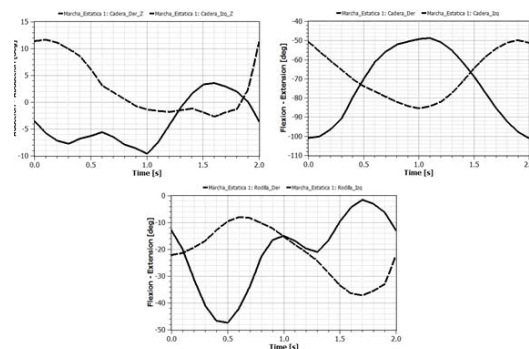 Marcha_Estatica 1: Cadera_Der_Z Marcha_Estatica 1: Cadera_Izq_Z
15
10
5
0
-5
-10
0.0 0.5 1.0 1.5 2.0
Time [s]
Marcha_Estatica 1: Cadera_Der Marcha_Estatica 1: Cadera_Izq
Flexion - Extension [deg]
-40
-50
-60
-70
-80
-90
-100
-110
0.0 0.5 1.0 1.5 2.0
Time [s]
Marcha_Estatica 1: Rodilla_Der Marcha_Estatica 1: Rodilla_Izq
Flexion - Extension [deg]
0
-10
-20
-30
-40
-50
0.0 0.5 1.0 1.5 2.0
Time [s]